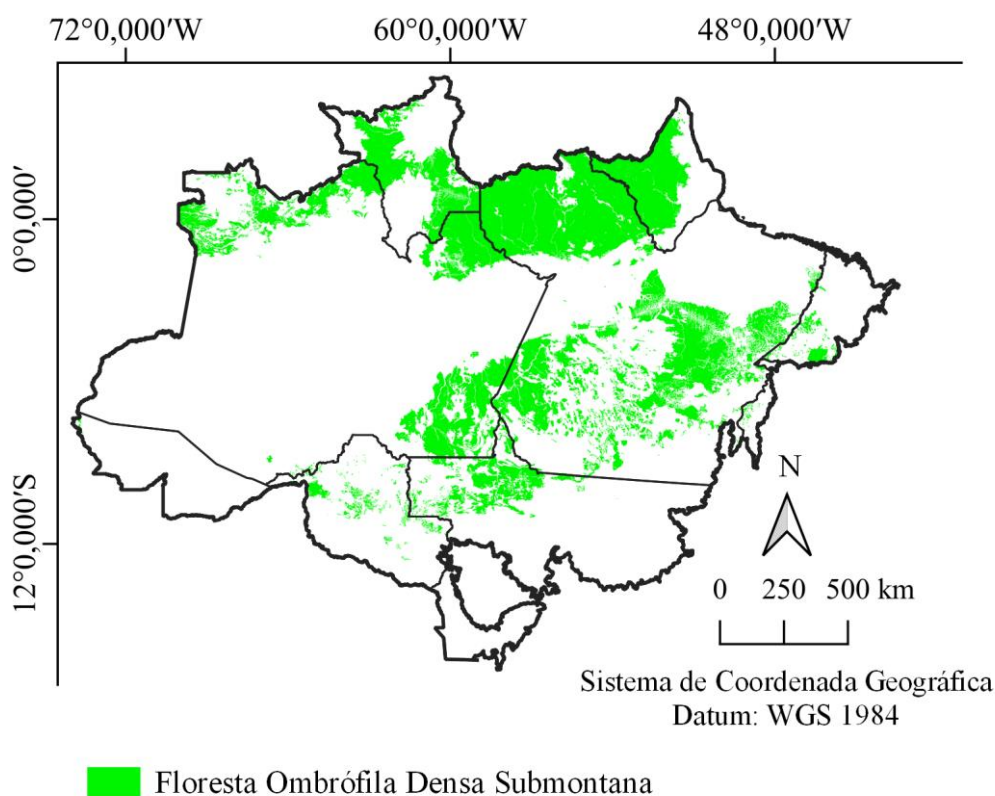 72°0,000'W 60°0,000'W 48°0,000'W
0°0,000'
12°0,000'S
N
0 250 500 km
Sistema de Coordenada Geográfica
Datum: WGS 1984
Floresta Ombrófila Densa Submontana